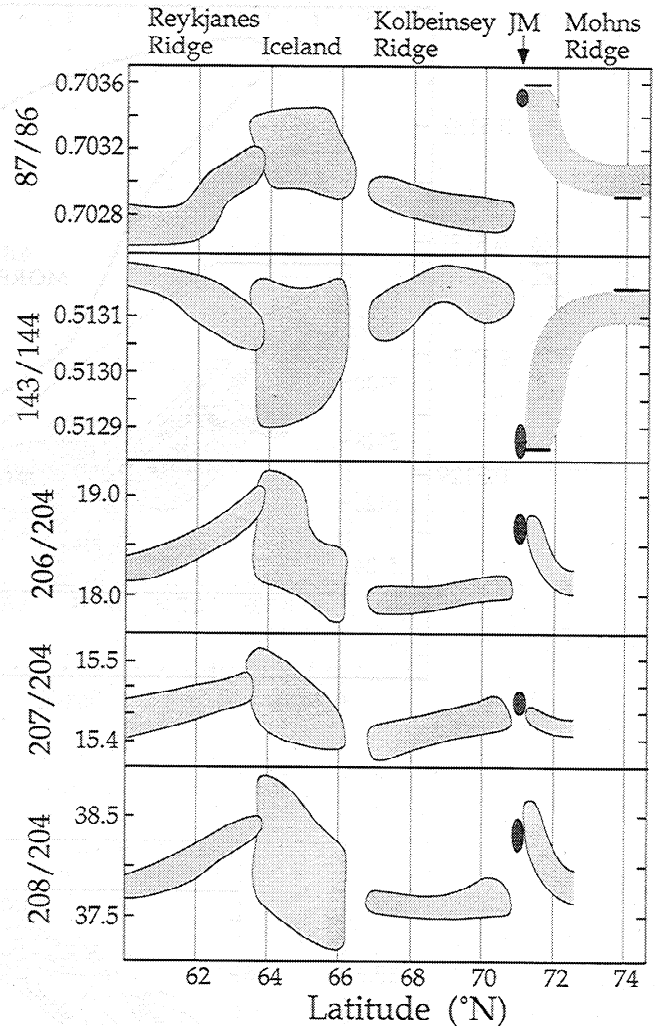 Reykjanes Ridge
Iceland
Kolbeinsey Ridge
JM
Mohns Ridge
87/86
0.7036
0.7032
0.7028
143/144
0.5131
0.5130
0.5129
206/204
19.0
18.0
207/204
15.5
15.4
208/204
38.5
37.5
62 64 66 68 70 72 74
Latitude (°N)